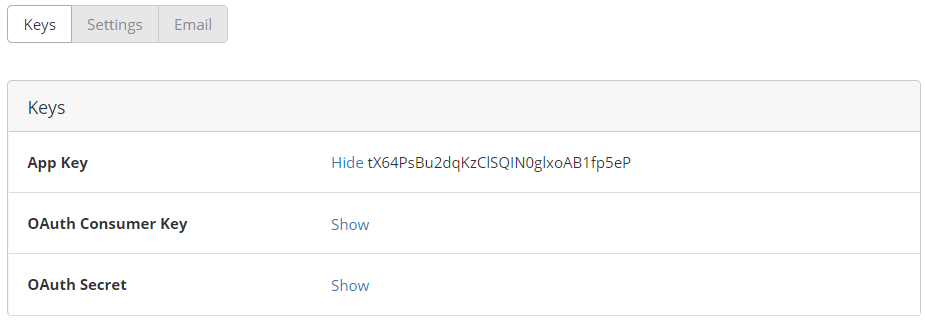 Keys Settings Email
Keys
App Key Hide tX64PsBu2dqKzClSQIN0glxoAB1fp5eP
OAuth Consumer Key Show
OAuth Secret Show